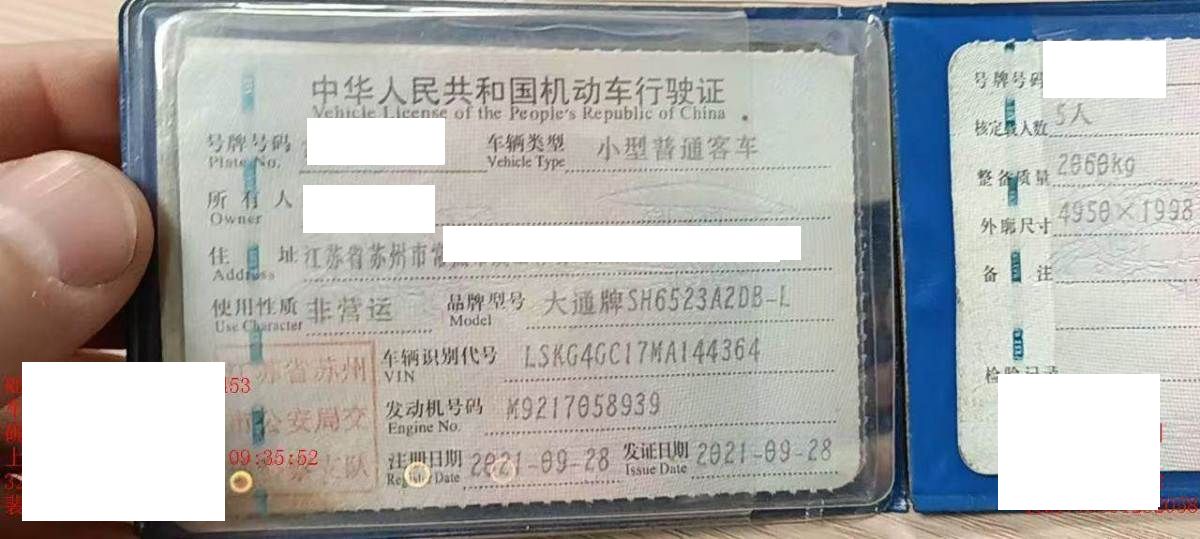 中华人民共和国机动车行驶证
Vehicle License of the People's Republic of China
号牌号码
Plate No.
车辆类型 小型普通客车
Vehicle Type
所有人
Owner
住址 江苏省苏州市
Address
使用性质 非营运
Use Character
品牌型号 大通牌SH6523A2DB-L
Model
车辆识别代号 LSKG4GC17MA144364
VIN
发动机号码 M9217058939
Engine No.
注册日期 2021-09-28
Register Date
发证日期 2021-09-28
Issue Date
江苏省苏州
市公安局交
大队
153
09:35:52
号牌号码
核定载人数 5人
整备质量 2060kg
外廓尺寸 4950×1998
备注
检验记录